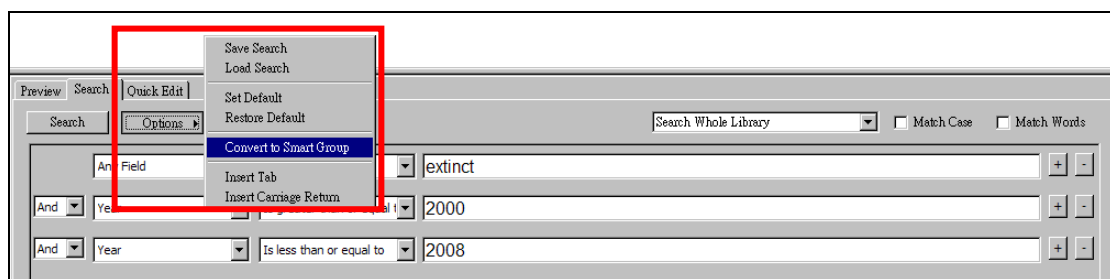 Save Search
Load Search
Preview Search Quick Edit
Set Default
Restore Default
Search Options Search Whole Library Match Case Match Words
Convert to Smart Group
Any Field extinct + -
Insert Tab
Insert Carriage Return
And Year 2000 + -
And Year Is less than or equal to 2008 + -